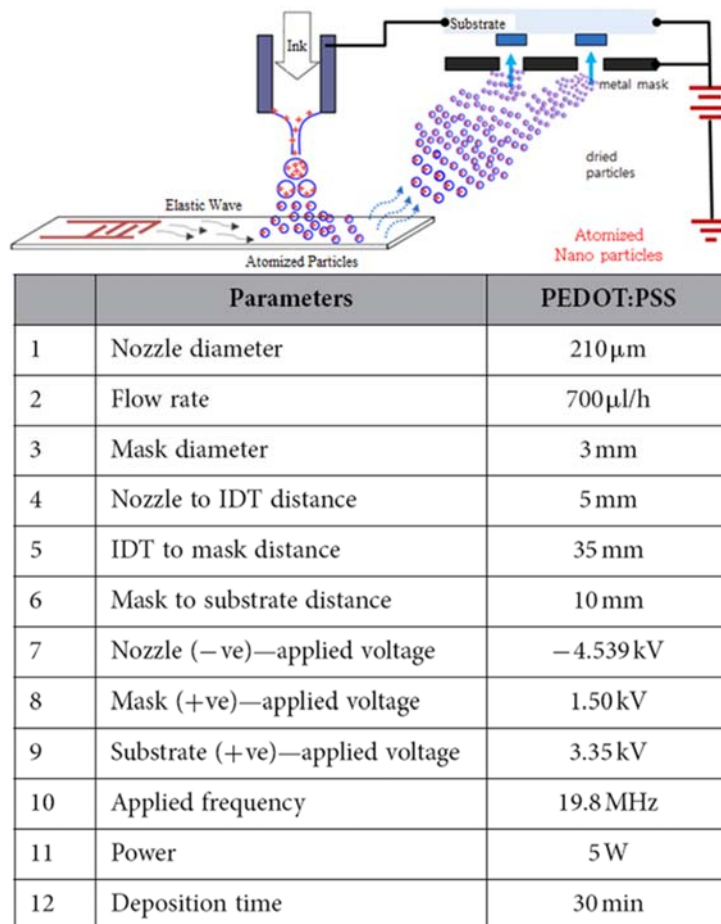 Ink
Substrate
metal mask
dried
particles
Elastic Wave
Atomized Particles
Atomized
Nano particles
Parameters PEDOT:PSS
1 Nozzle diameter 210 μm
2 Flow rate 700 μl/h
3 Mask diameter 3 mm
4 Nozzle to IDT distance 5 mm
5 IDT to mask distance 35 mm
6 Mask to substrate distance 10 mm
7 Nozzle (−ve)—applied voltage −4.539 kV
8 Mask (+ve)—applied voltage 1.50 kV
9 Substrate (+ve)—applied voltage 3.35 kV
10 Applied frequency 19.8 MHz
11 Power 5 W
12 Deposition time 30 min